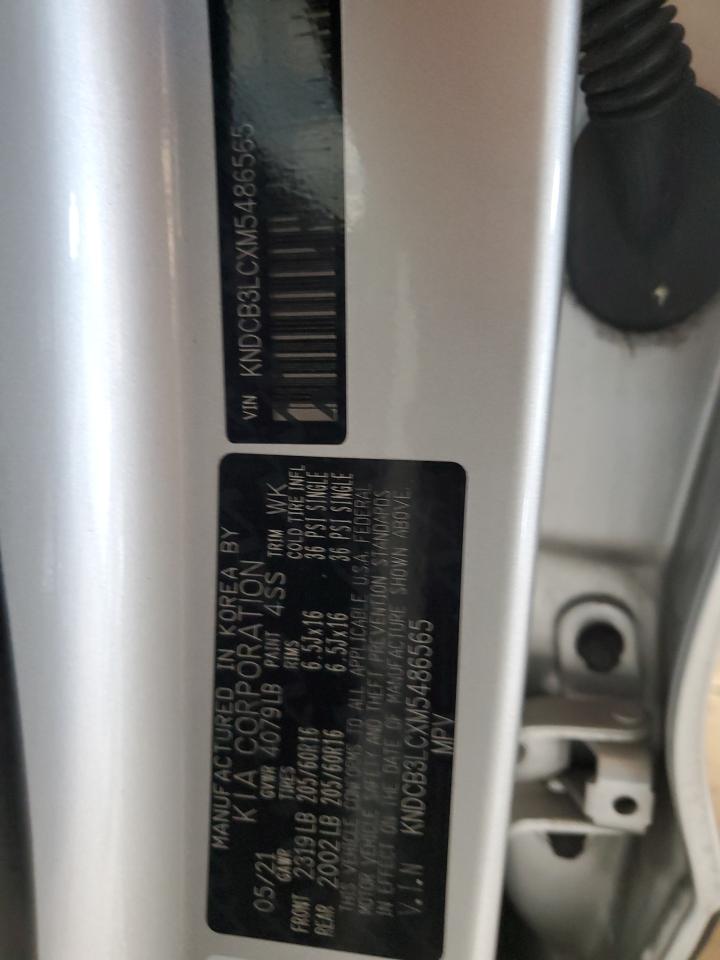 VIN KNDCB3LCXM5486565
MANUFACTURED IN KOREA BY
KIA CORPORATION
05/21 GVWR 4079LB PAINT 4SS TRIM WK
GAWR TIRES RIMS COLD TIRE INFL
FRONT 2319LB 205/60R16 6.5Jx16 36 PSI SINGLE
REAR 2002LB 205/60R16 6.5Jx16 36 PSI SINGLE
THIS VEHICLE CONFORMS TO ALL APPLICABLE U.S.A. FEDERAL
MOTOR VEHICLE SAFETY AND THEFT PREVENTION STANDARDS
IN EFFECT ON THE DATE OF MANUFACTURE SHOWN ABOVE.
V.I.N KNDCB3LCXM5486565
MPV